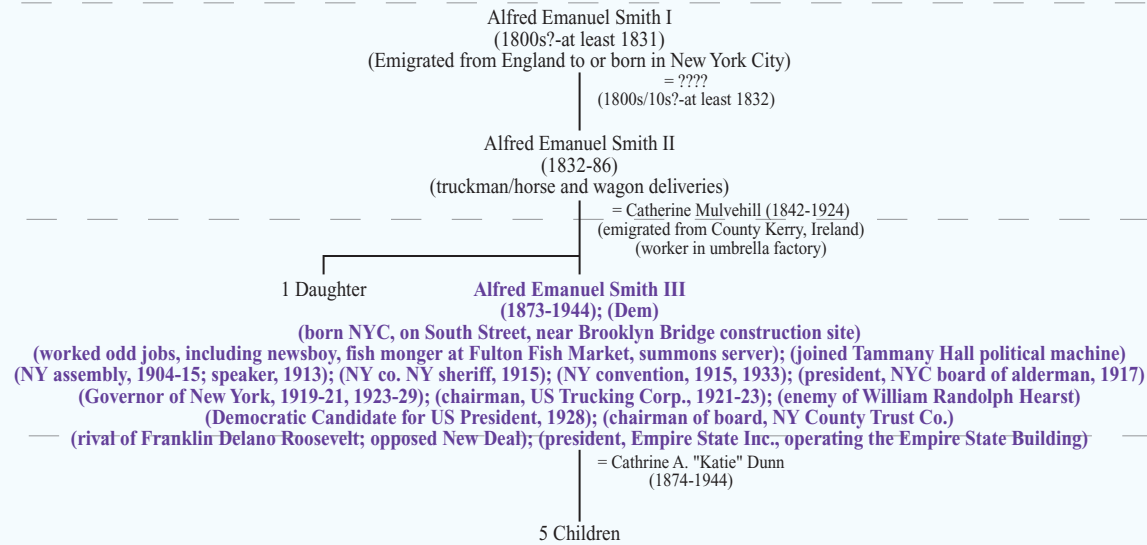 Alfred Emanuel Smith I
(1800s?-at least 1831)
(Emigrated from England to or born in New York City)
= ????
(1800s/10s?-at least 1832)
Alfred Emanuel Smith II
(1832-86)
(truckman/horse and wagon deliveries)
= Catherine Mulvehill (1842-1924)
(emigrated from County Kerry, Ireland)
(worker in umbrella factory)
1 Daughter
Alfred Emanuel Smith III
(1873-1944); (Dem)
(born NYC, on South Street, near Brooklyn Bridge construction site)
(worked odd jobs, including newsboy, fish monger at Fulton Fish Market, summons server); (joined Tammany Hall political machine)
(NY assembly, 1904-15; speaker, 1913); (NY co. NY sheriff, 1915); (NY convention, 1915, 1933); (president, NYC board of alderman, 1917)
(Governor of New York, 1919-21, 1923-29); (chairman, US Trucking Corp., 1921-23); (enemy of William Randolph Hearst)
(Democratic Candidate for US President, 1928); (chairman of board, NY County Trust Co.)
(rival of Franklin Delano Roosevelt; opposed New Deal); (president, Empire State Inc., operating the Empire State Building)
= Cathrine A. "Katie" Dunn
(1874-1944)
5 Children